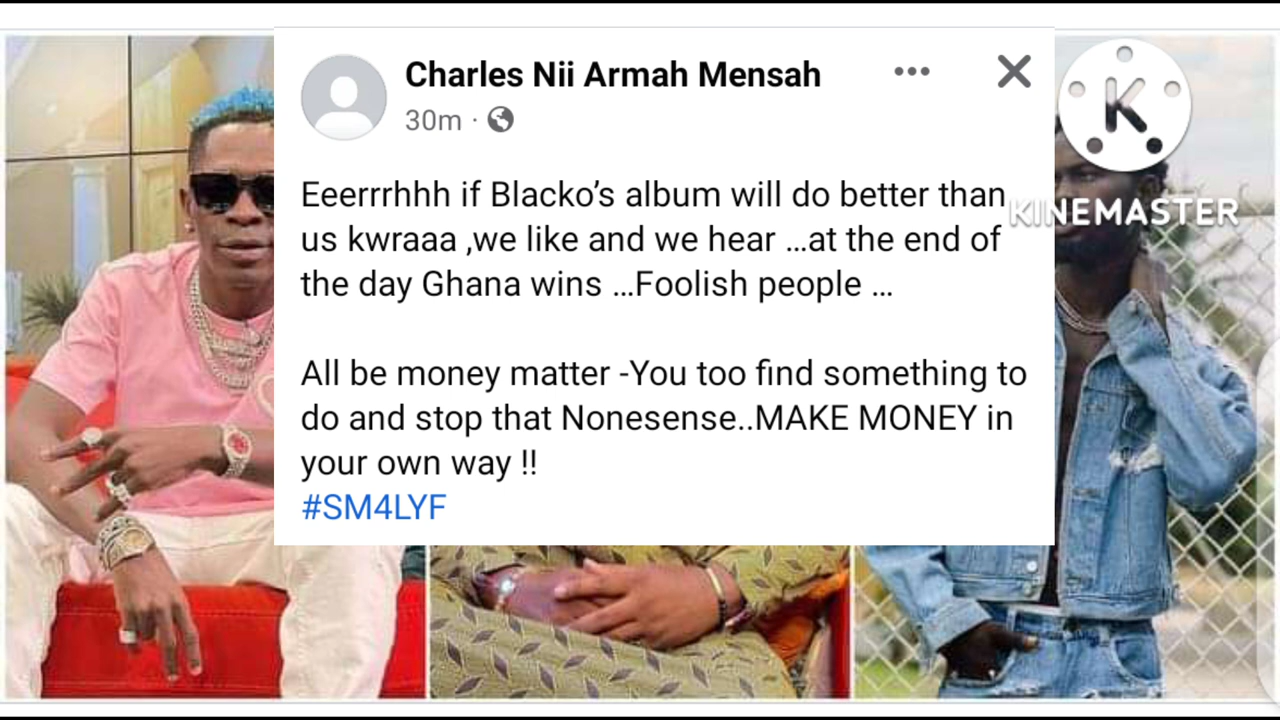 Charles Nii Armah Mensah
30m ·
Eeerrrhhh if Blacko’s album will do better than
us kwraaa ,we like and we hear ...at the end of
the day Ghana wins ...Foolish people ...
All be money matter -You too find something to
do and stop that Nonesense..MAKE MONEY in
your own way !!
#SM4LYF
K
KINEMASTER